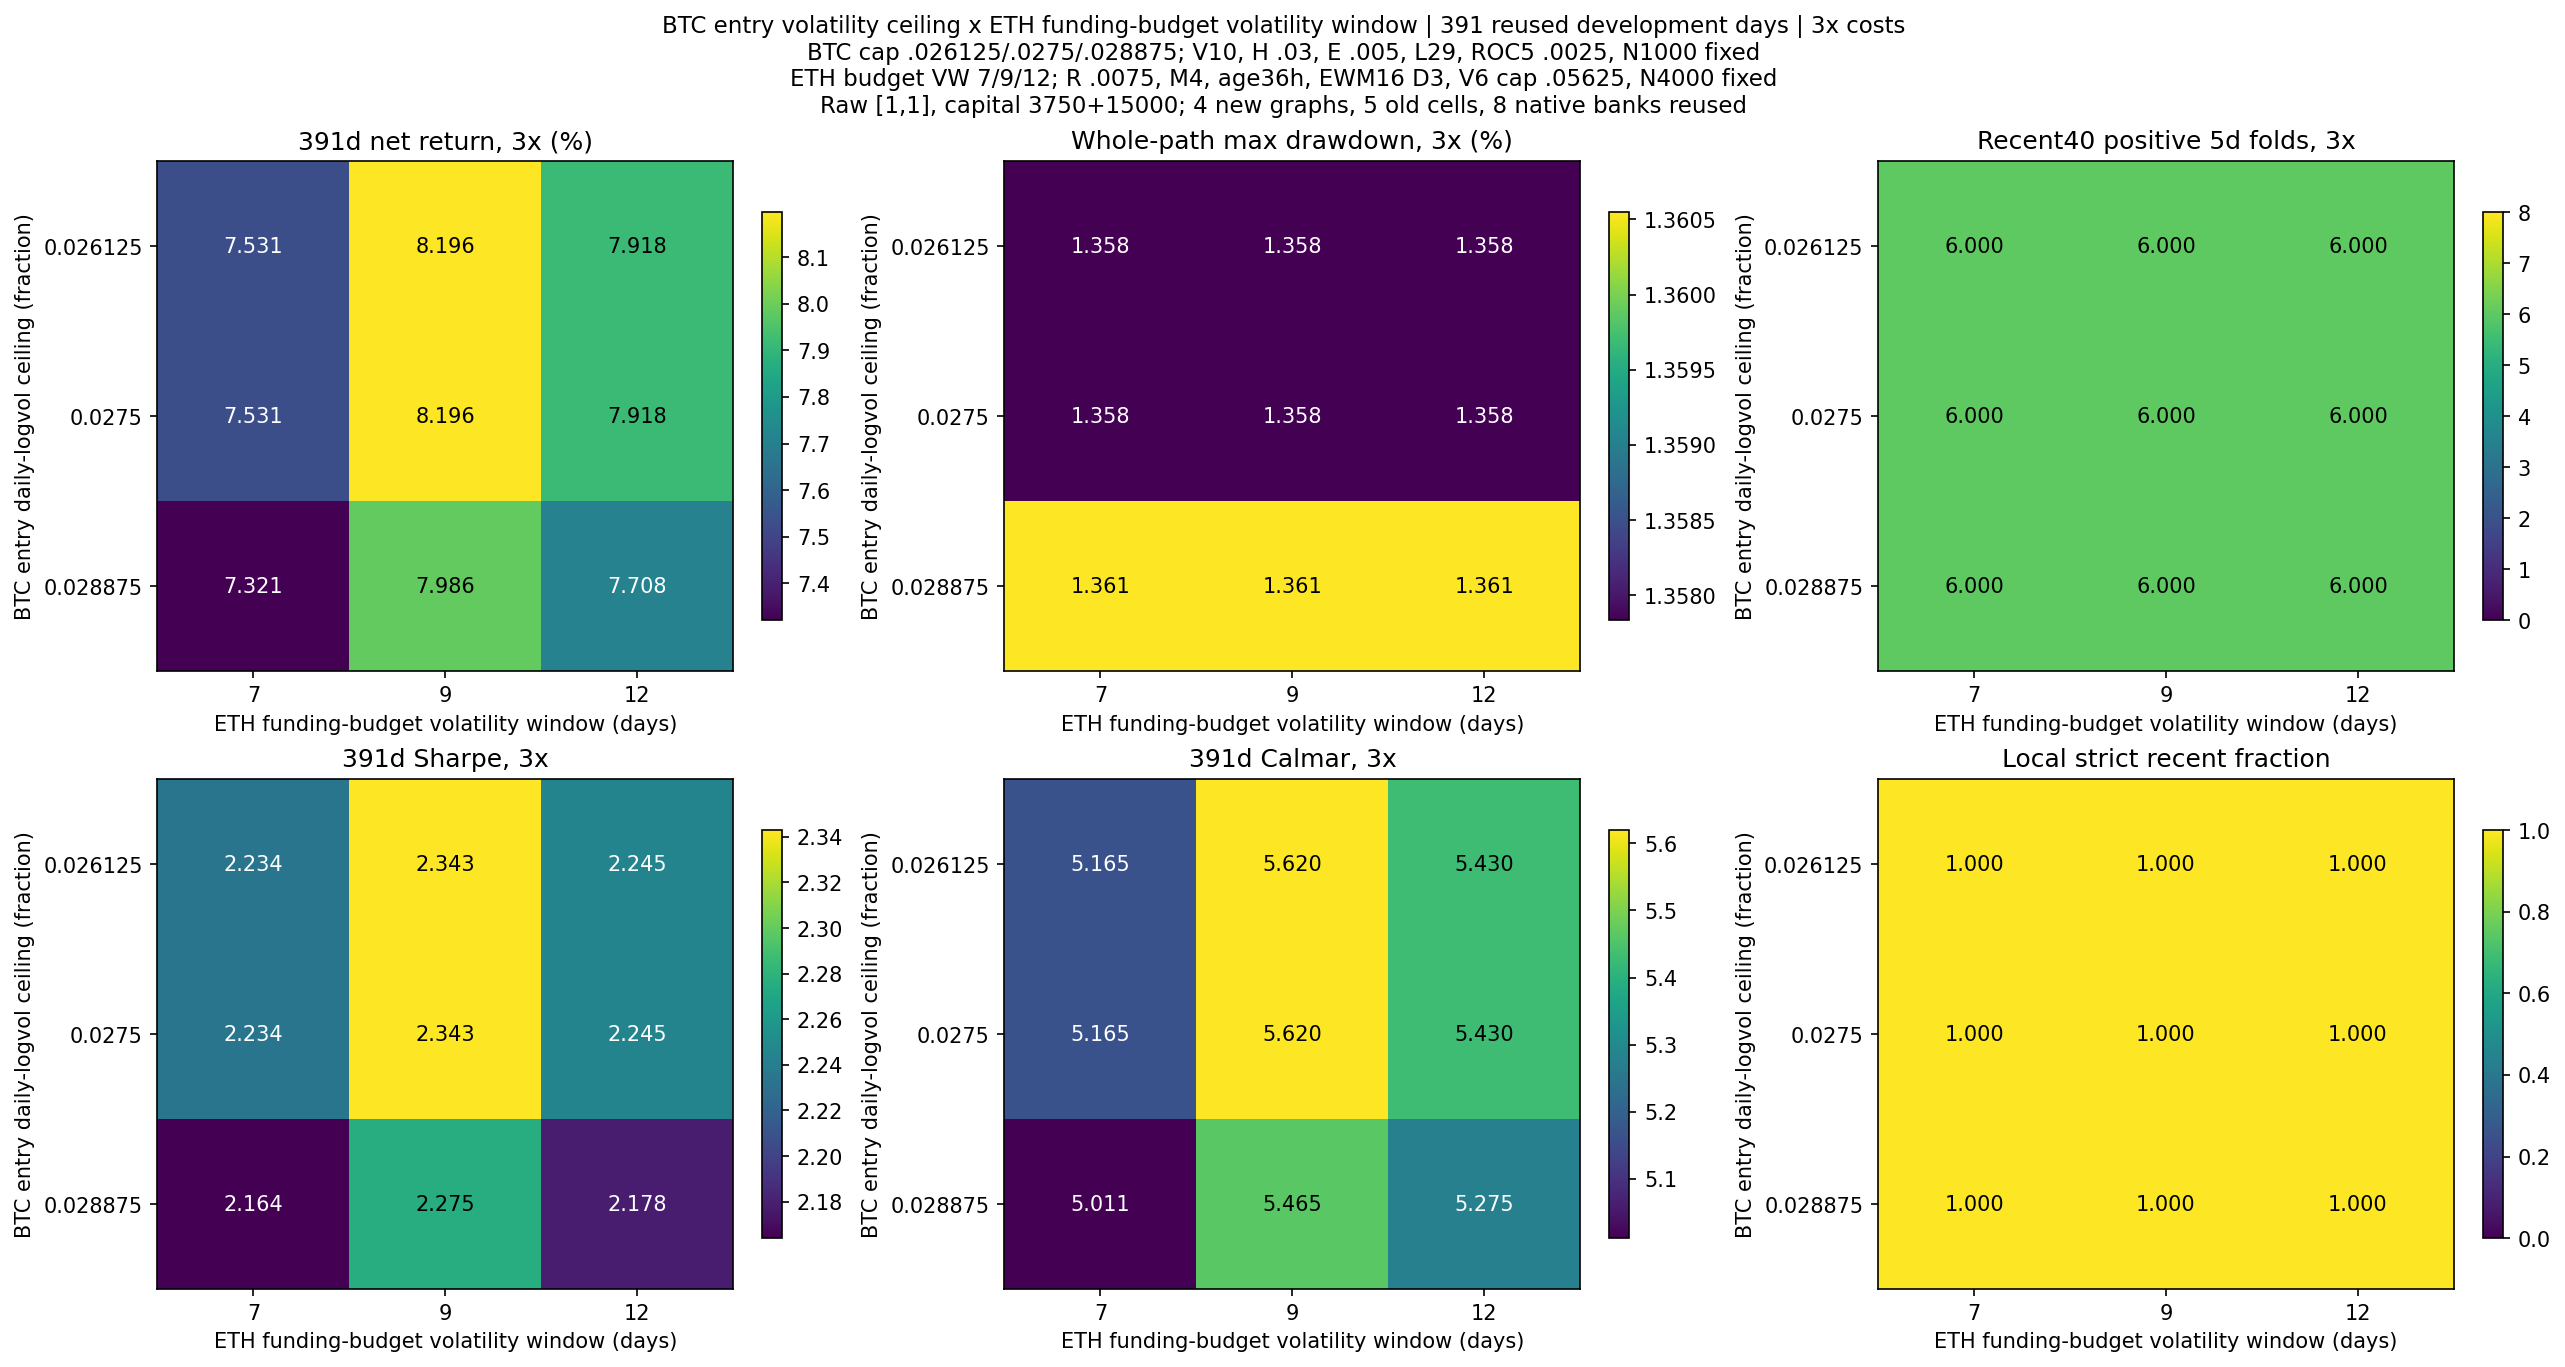 BTC entry volatility ceiling x ETH funding-budget volatility window | 391 reused development days | 3x costs
BTC cap .026125/.0275/.028875; V10, H .03, E .005, L29, ROC5 .0025, N1000 fixed
ETH budget VW 7/9/12; R .0075, M4, age36h, EWM16 D3, V6 cap .05625, N4000 fixed
Raw [1,1], capital 3750+15000; 4 new graphs, 5 old cells, 8 native banks reused
391d net return, 3x (%)
BTC entry daily-logvol ceiling (fraction)
0.026125
0.0275
0.028875
7.531 8.196 7.918
7.531 8.196 7.918
7.321 7.986 7.708
7 9 12
ETH funding-budget volatility window (days)
8.1
8.0
7.9
7.8
7.7
7.6
7.5
7.4
Whole-path max drawdown, 3x (%)
BTC entry daily-logvol ceiling (fraction)
0.026125
0.0275
0.028875
1.358 1.358 1.358
1.358 1.358 1.358
1.361 1.361 1.361
7 9 12
ETH funding-budget volatility window (days)
1.3605
1.3600
1.3595
1.3590
1.3585
1.3580
Recent40 positive 5d folds, 3x
BTC entry daily-logvol ceiling (fraction)
0.026125
0.0275
0.028875
6.000 6.000 6.000
6.000 6.000 6.000
6.000 6.000 6.000
7 9 12
ETH funding-budget volatility window (days)
8
7
6
5
4
3
2
1
0
391d Sharpe, 3x
BTC entry daily-logvol ceiling (fraction)
0.026125
0.0275
0.028875
2.234 2.343 2.245
2.234 2.343 2.245
2.164 2.275 2.178
7 9 12
ETH funding-budget volatility window (days)
2.34
2.32
2.30
2.28
2.26
2.24
2.22
2.20
2.18
391d Calmar, 3x
BTC entry daily-logvol ceiling (fraction)
0.026125
0.0275
0.028875
5.165 5.620 5.430
5.165 5.620 5.430
5.011 5.465 5.275
7 9 12
ETH funding-budget volatility window (days)
5.6
5.5
5.4
5.3
5.2
5.1
Local strict recent fraction
BTC entry daily-logvol ceiling (fraction)
0.026125
0.0275
0.028875
1.000 1.000 1.000
1.000 1.000 1.000
1.000 1.000 1.000
7 9 12
ETH funding-budget volatility window (days)
1.0
0.8
0.6
0.4
0.2
0.0